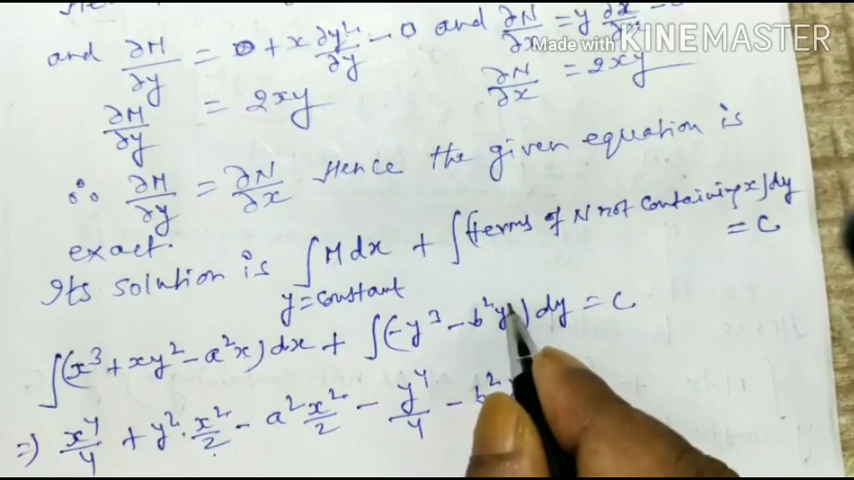 and ∂M/∂y = 0 + x ∂y²/∂y - 0 and ∂N/∂x = y ∂x²/∂x
Made with KINEMASTER
∂M/∂y = 2xy ∂N/∂x = 2xy
∴ ∂M/∂y = ∂N/∂x Hence the given equation is
exact.
Its solution is ∫ M dx + ∫(terms of N not containing x) dy = C
y = constant
∫(x³ + xy² - a²x) dx + ∫(-y³ - b²y) dy = C
⇒ x⁴/4 + y² · x²/2 - a² x²/2 - y⁴/4 - b²